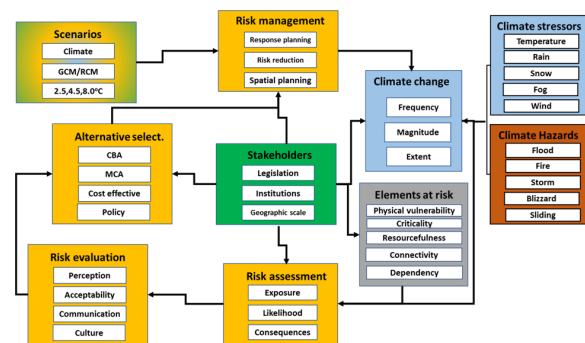 Scenarios
Climate
GCM/RCM
2.5,4.5,8.0°C
Risk management
Response planning
Risk reduction
Spatial planning
Climate stressors
Temperature
Rain
Snow
Fog
Wind
Climate change
Frequency
Magnitude
Extent
Alternative select.
CBA
MCA
Cost effective
Policy
Stakeholders
Legislation
Institutions
Geographic scale
Climate Hazards
Flood
Fire
Storm
Blizzard
Sliding
Elements at risk
Physical vulnerability
Criticality
Resourcefulness
Connectivity
Dependency
Risk evaluation
Perception
Acceptability
Communication
Culture
Risk assessment
Exposure
Likelihood
Consequences